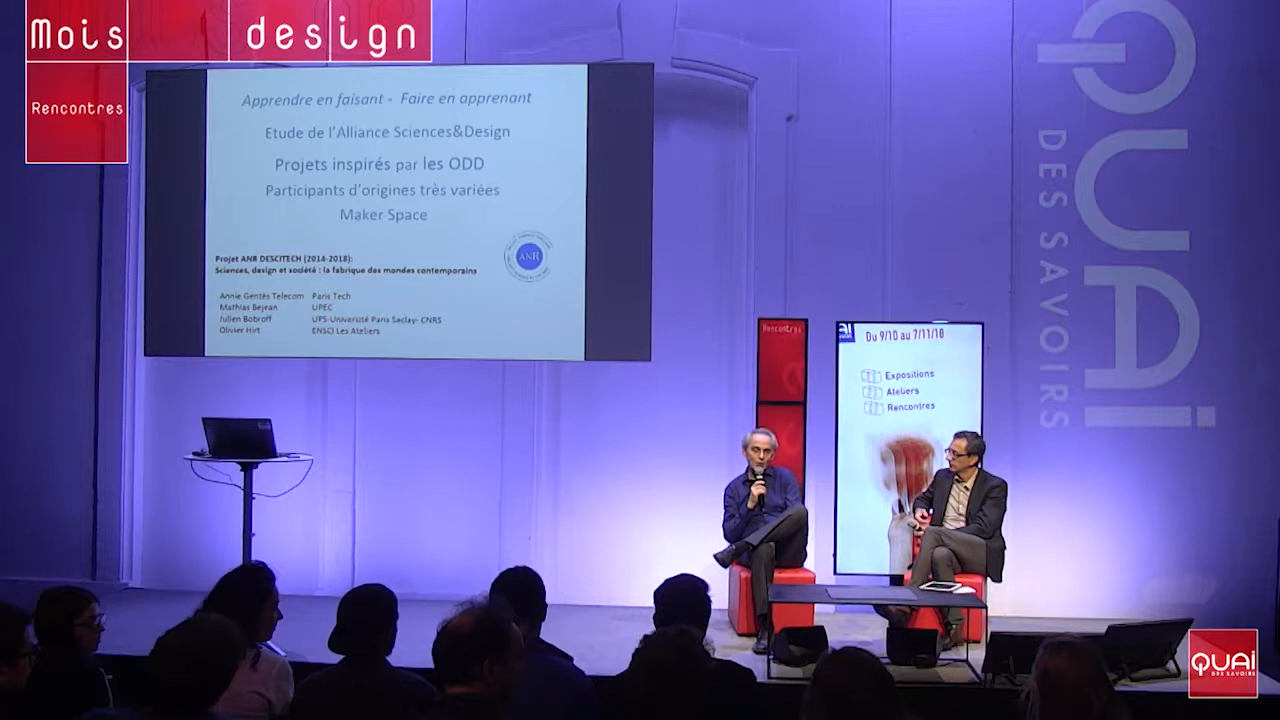 Mois design
Rencontres
Apprendre en faisant - Faire en apprenant
Etude de l'Alliance Sciences&Design
Projets inspirés par les ODD
Participants d'origines très variées
Maker Space
ANR
Projet ANR DESCITECH (2014-2018):
Sciences, design et société : la fabrique des mondes contemporains
Annie Gentès Telecom Paris Tech
Mathias Bejean UPEC
Julien Bobroff UPS-Université Paris Saclay- CNRS
Olivier Hirt ENSCI Les Ateliers
QUAI
DES SAVOIRS
Rencontres
Du 9/10 au 7/11/18
Expositions
Ateliers
Rencontres
QUAI
DES SAVOIRS